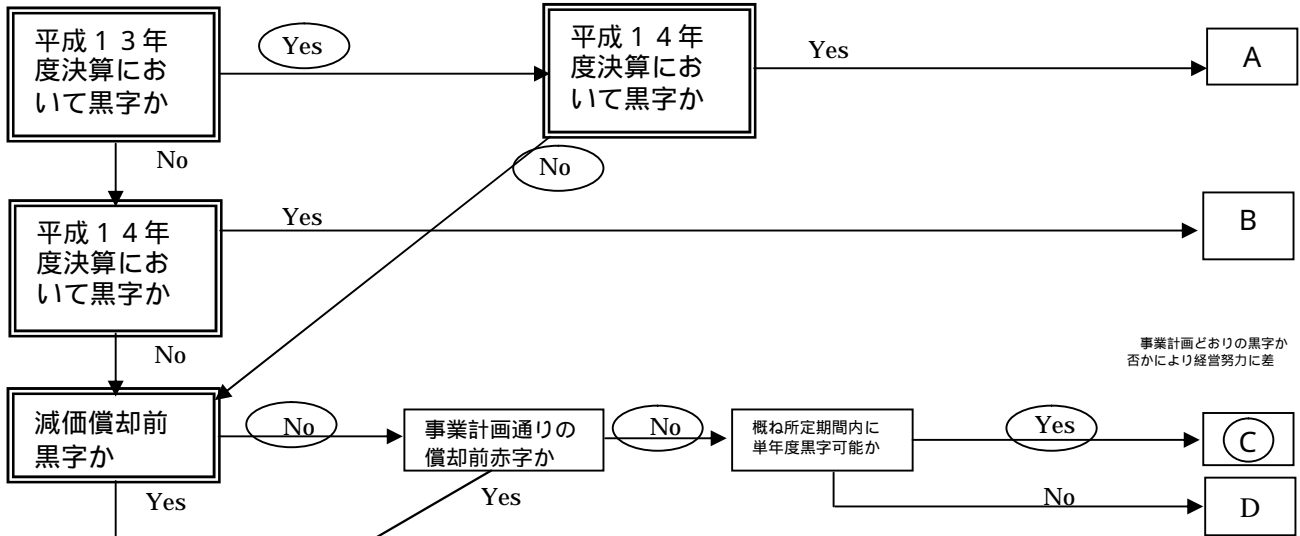 平成１３年
度決算にお
いて黒字か
Yes
平成１４年
度決算にお
いて黒字か
Yes
A
No
No
平成１４年
度決算にお
いて黒字か
Yes
B
No
事業計画どおりの黒字か
否かにより経営努力に差
減価償却前
黒字か
No
事業計画通りの
償却前赤字か
No
概ね所定期間内に
単年度黒字可能か
Yes
C
Yes
Yes
No
D